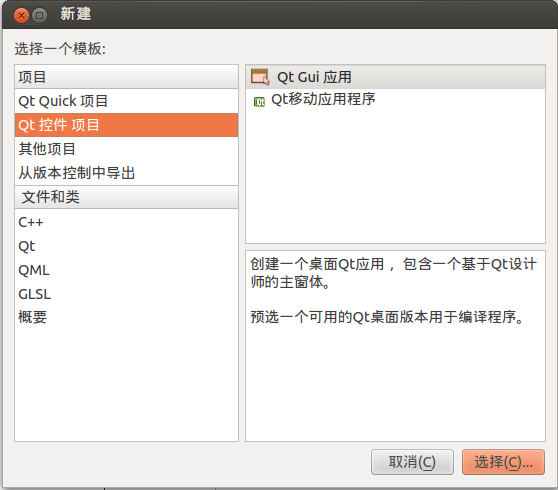 新建
选择一个模板:
项目
Qt Quick 项目
Qt 控件 项目
其他项目
从版本控制中导出
文件和类
C++
Qt
QML
GLSL
概要
Qt Gui 应用
Qt移动应用程序
创建一个桌面Qt应用，包含一个基于Qt设计
师的主窗体。
预选一个可用的Qt桌面版本用于编译程序。
取消(C)
选择(C)...